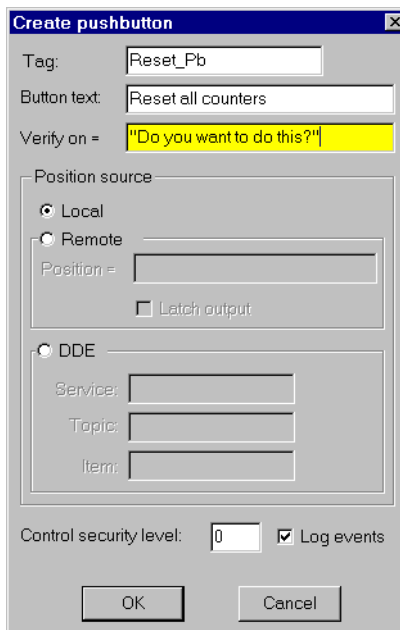 Create pushbutton
Tag: Reset_Pb
Button text: Reset all counters
Verify on = "Do you want to do this?"
Position source
Local
Remote
Position =
Latch output
DDE
Service:
Topic:
Item:
Control security level: 0 Log events
OK Cancel